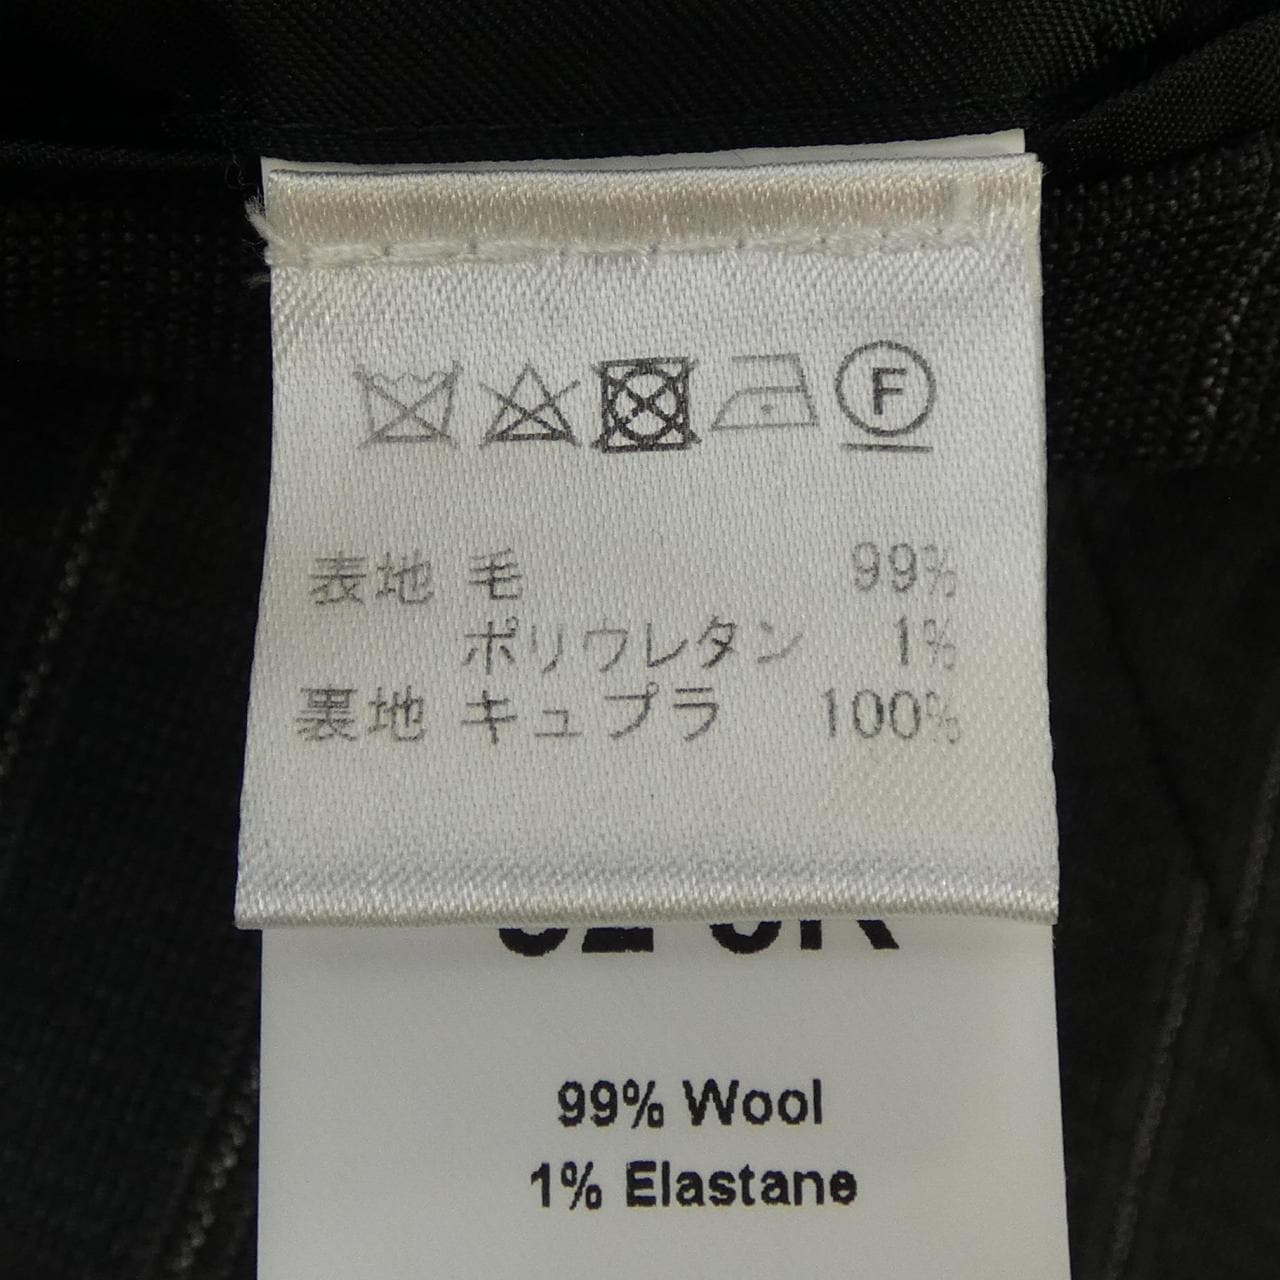 F
表地 毛 99%
ポリウレタン 1%
裏地 キュプラ 100%
99% Wool
1% Elastane